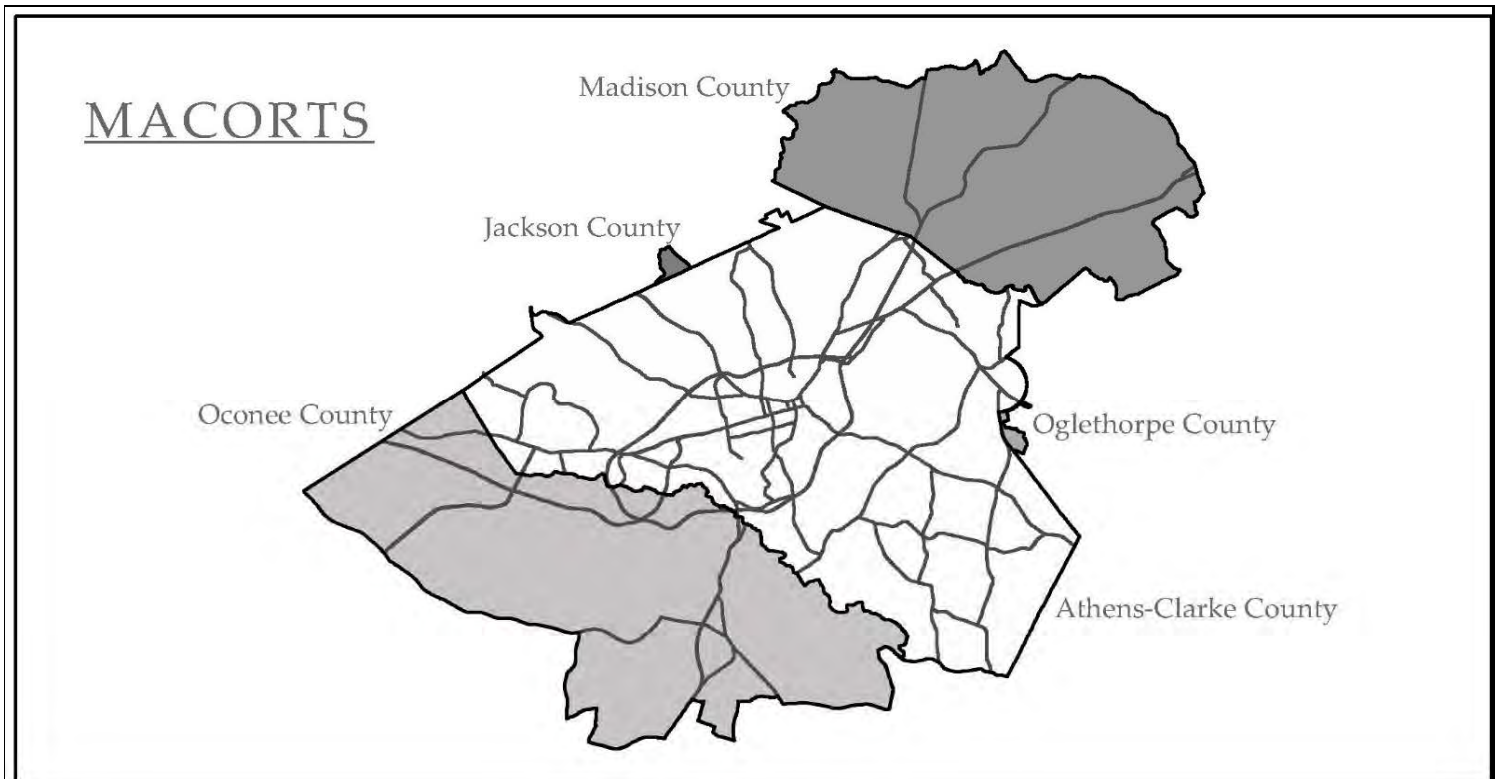 MACORTS
Madison County
Jackson County
Oconee County
Oglethorpe County
Athens-Clarke County